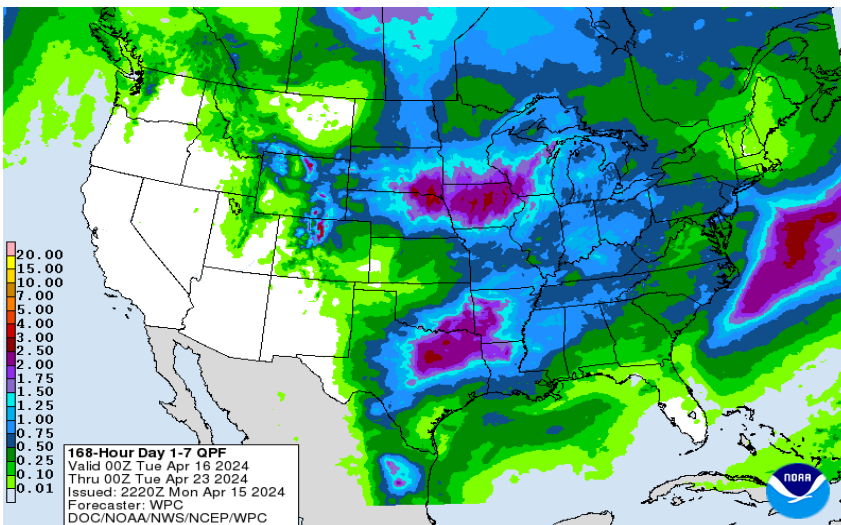 20.00
15.00
10.00
7.00
5.00
4.00
3.00
2.50
2.00
1.75
1.50
1.25
1.00
0.75
0.50
0.25
0.10
0.01
168-Hour Day 1-7 QPF
Valid 00Z Tue Apr 16 2024
Thru 00Z Tue Apr 23 2024
Issued: 2220Z Mon Apr 15 2024
Forecaster: WPC
DOC/NOAA/NWS/NCEP/WPC
noaa